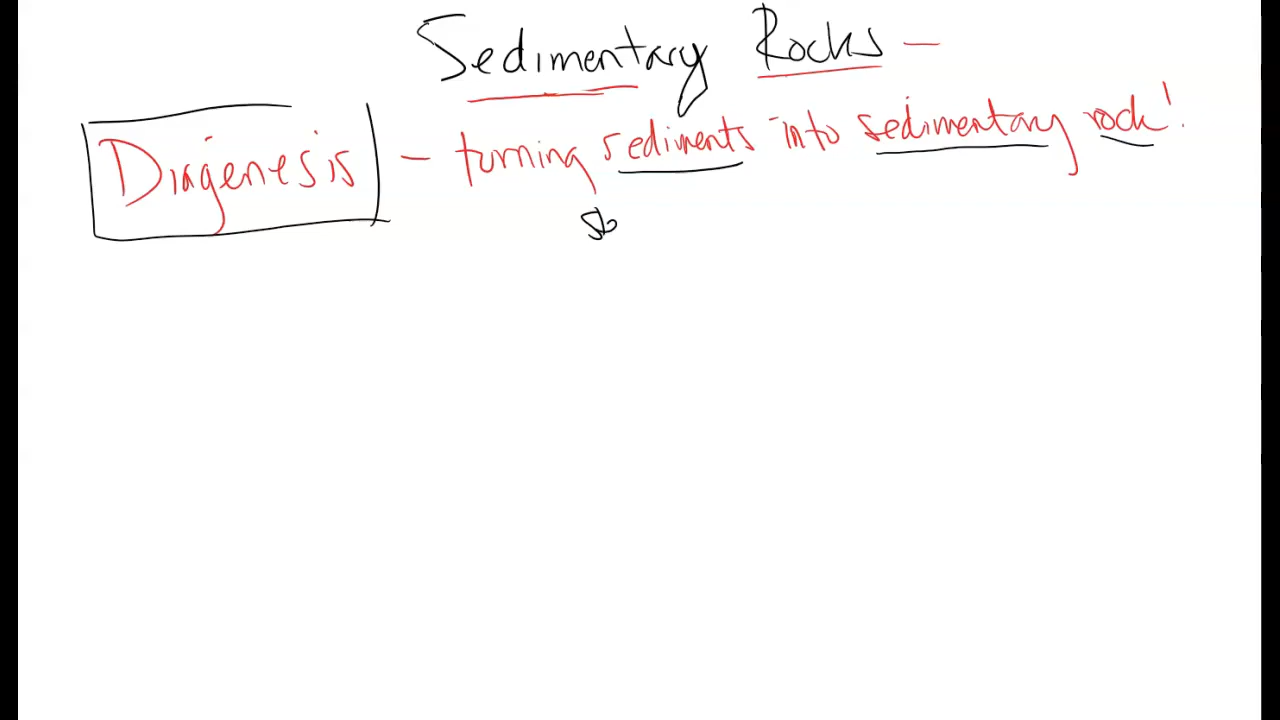 Sedimentary Rocks -
Diagenesis - turning sediments into sedimentary rock!